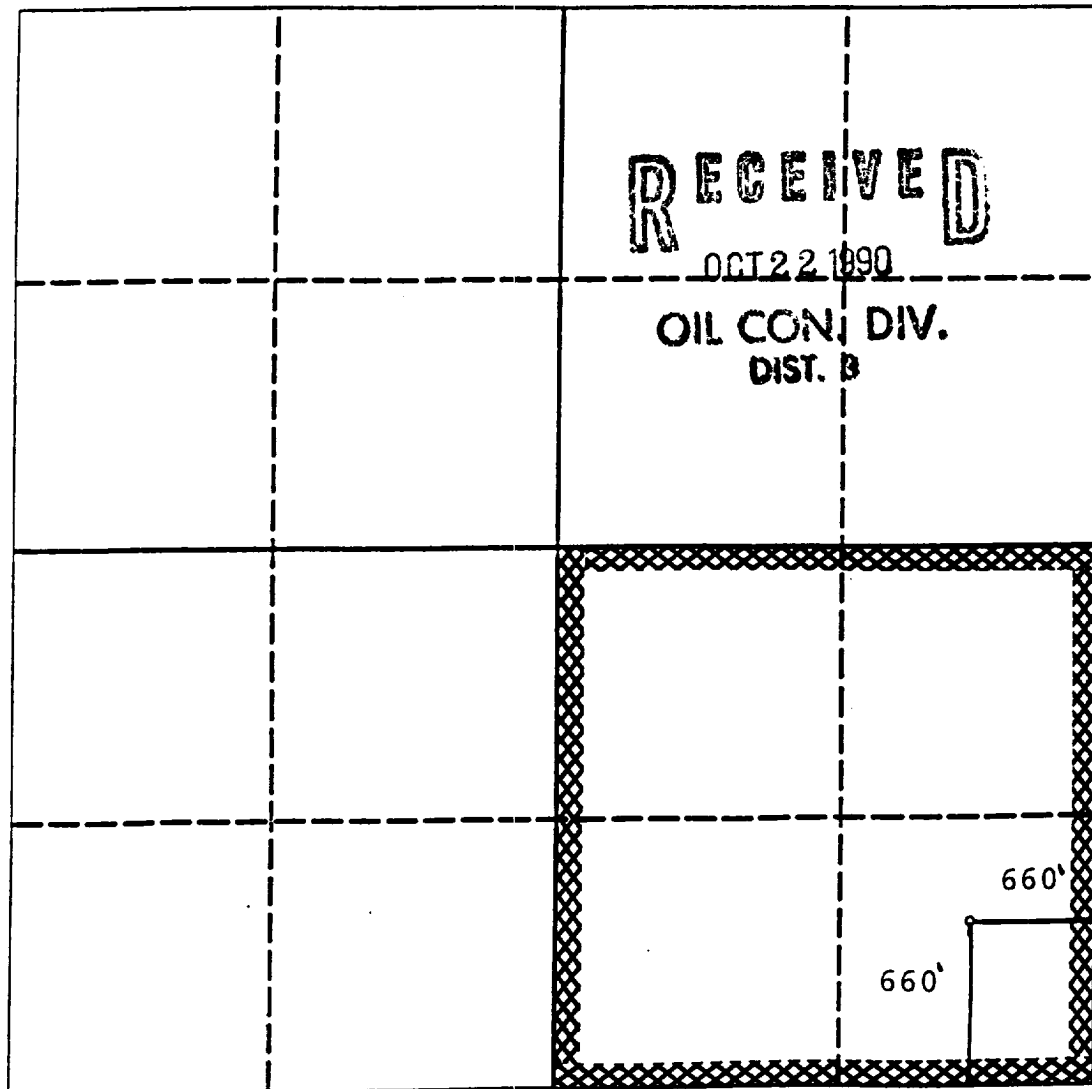 RECEIVED
OCT 22 1990
OIL CON. DIV.
DIST. 3
660'
660'